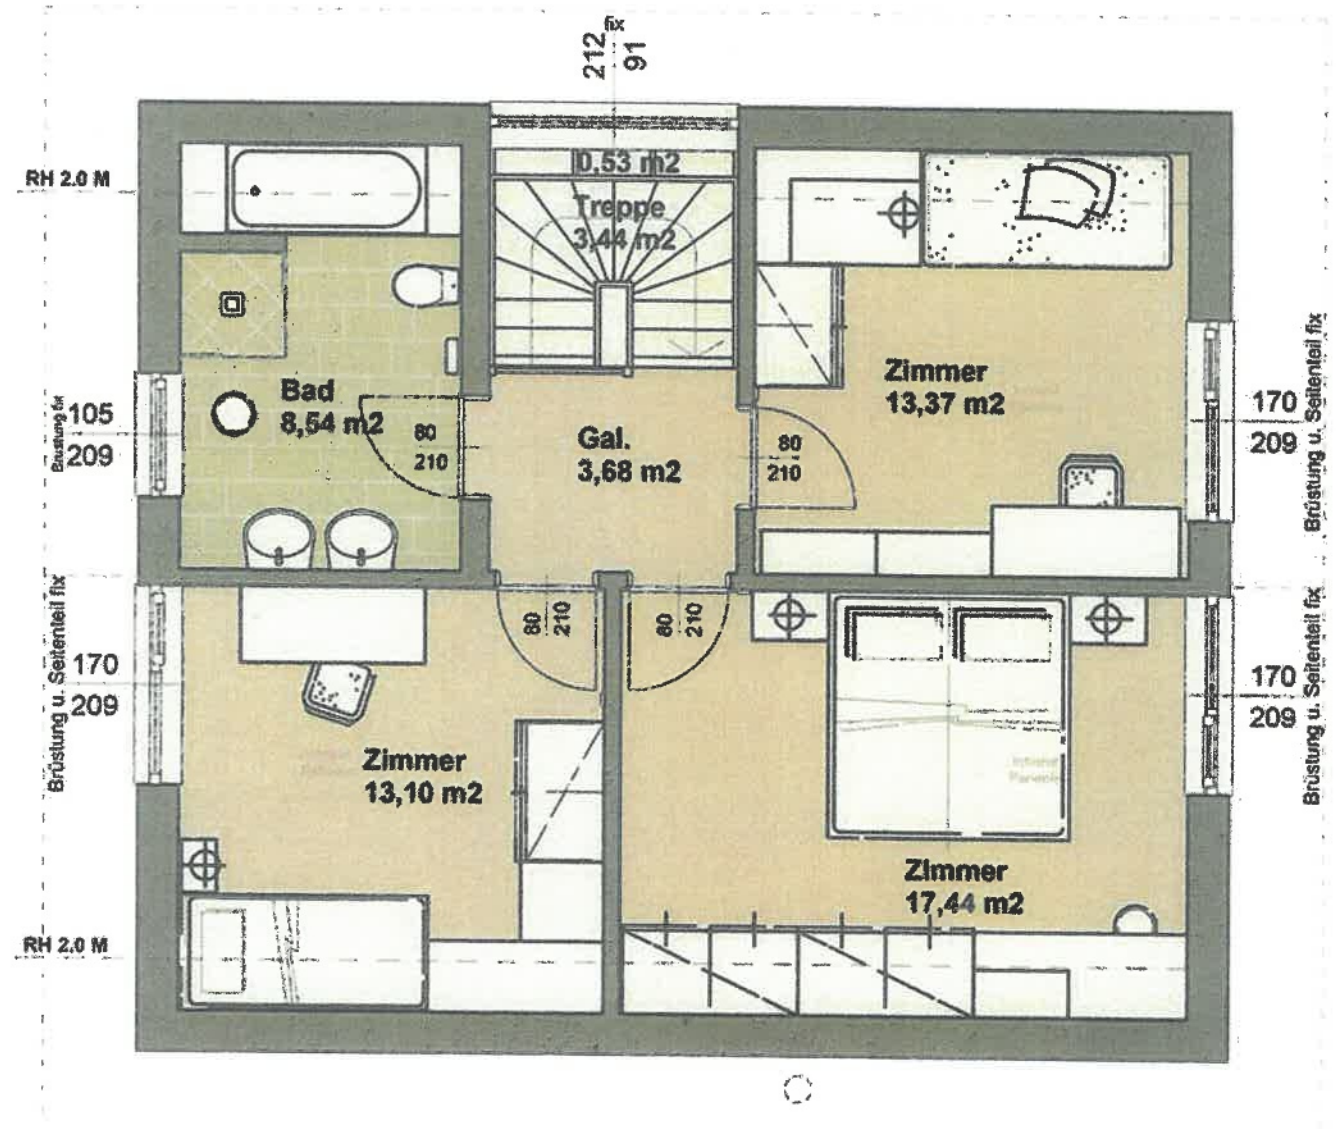 212 fix
91
RH 2.0 M
0.53 m2
Treppe
3,44 m2
Zimmer
13,37 m2
Bad
8,54 m2
80
210
Gal.
3,68 m2
80
210
Brüstung fix
105
209
170
209
Brüstung u. Seitenteil fix
80
210
80
210
Brüstung u. Seitenteil fix
170
209
170
209
Brüstung u. Seitenteil fix
Zimmer
13,10 m2
Zimmer
17,44 m2
RH 2.0 M